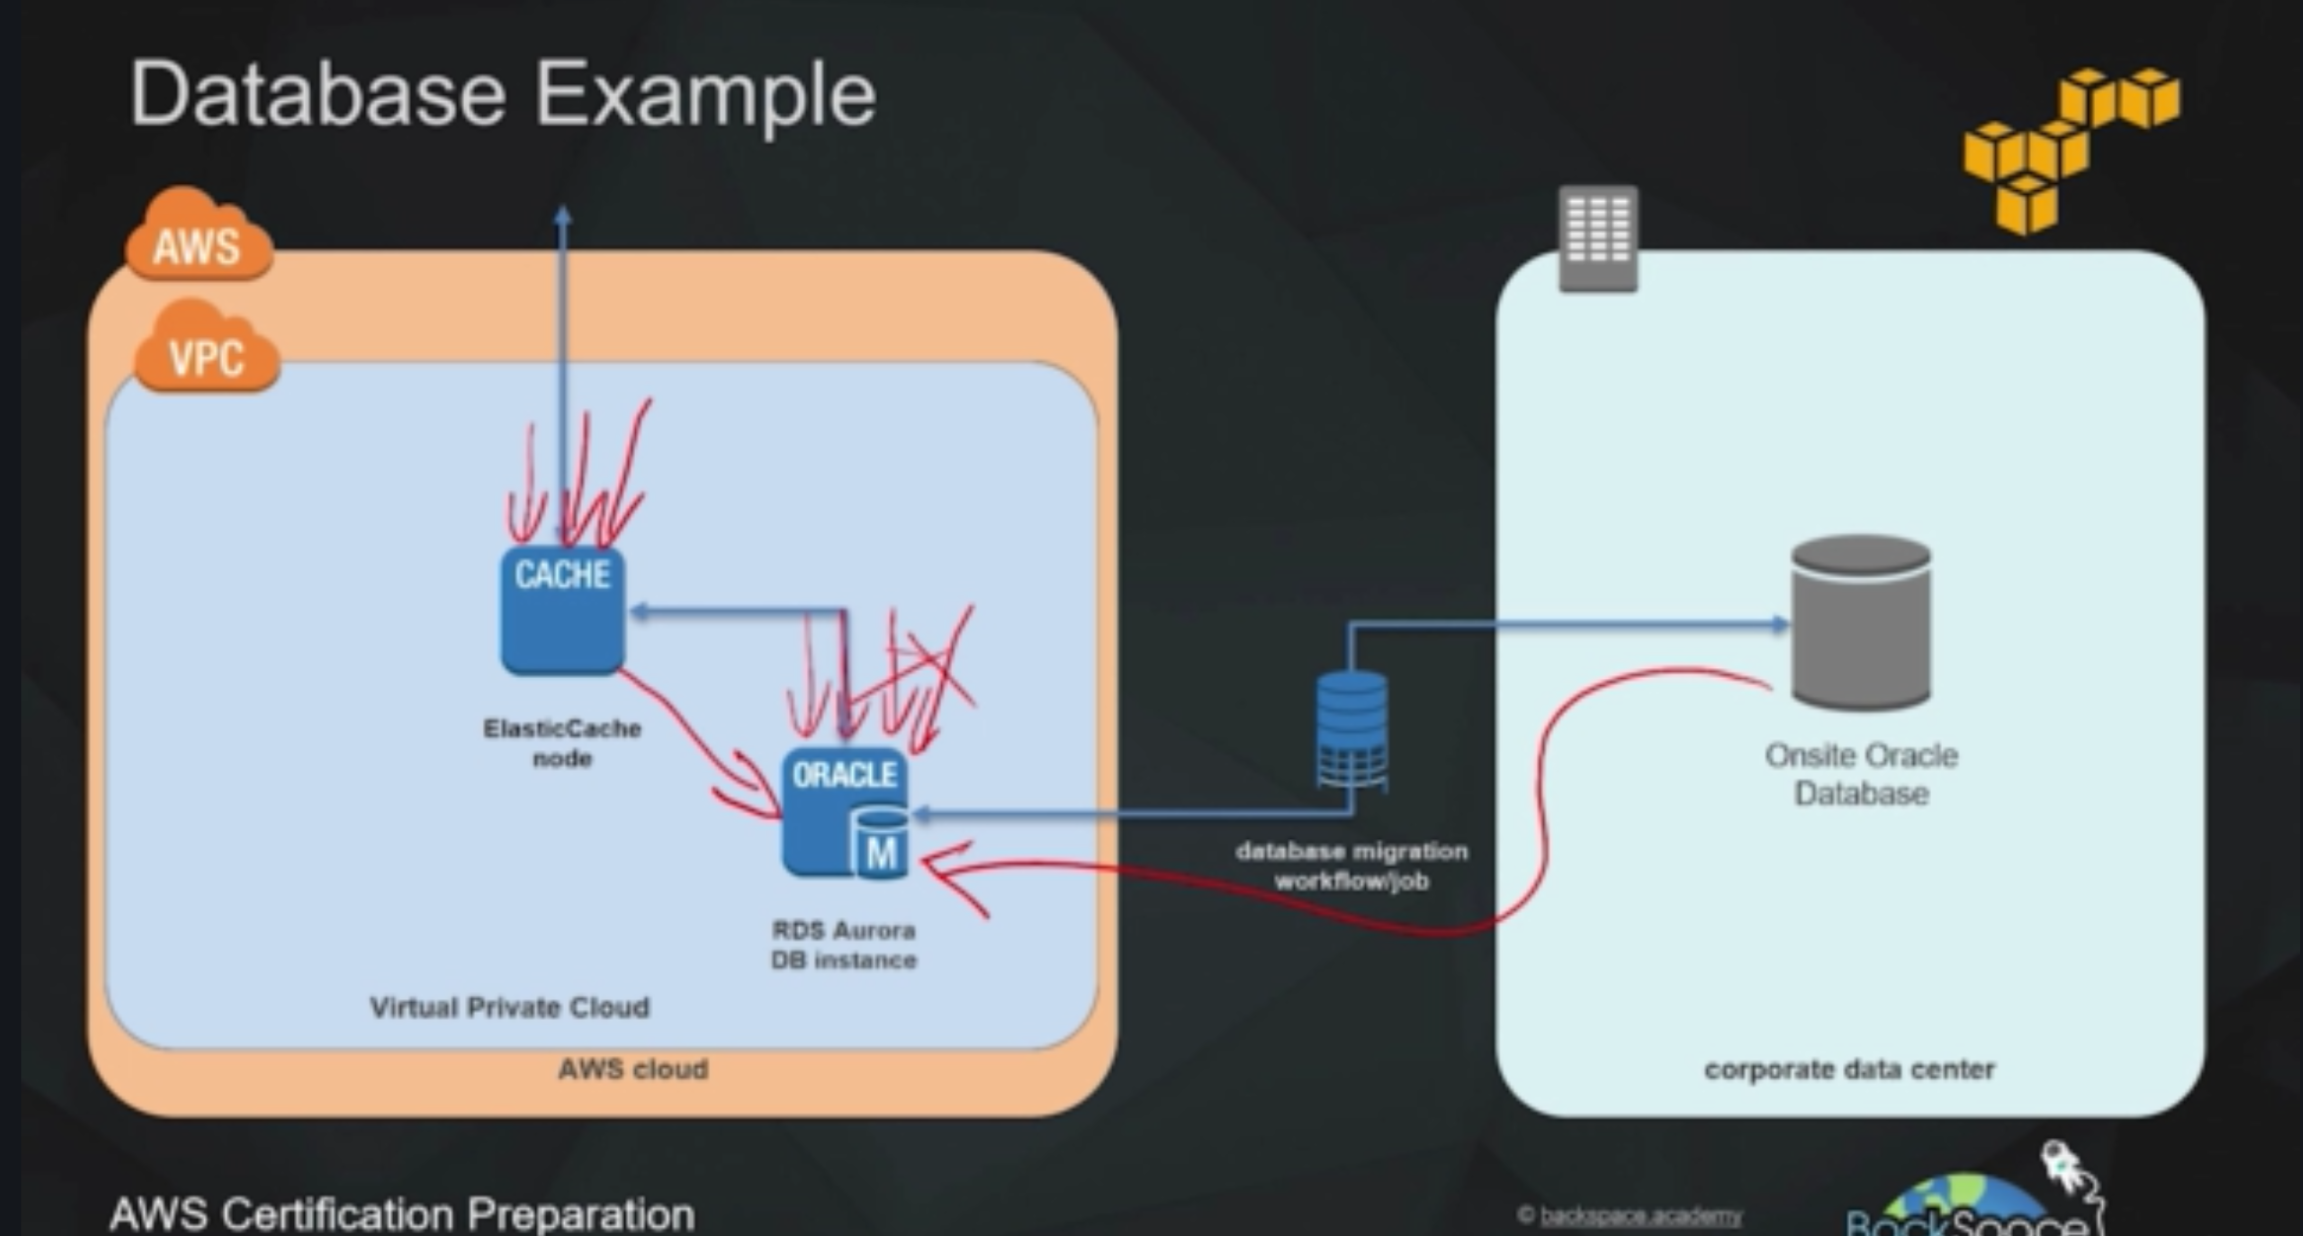 Database Example
AWS
VPC
CACHE
ElasticCache
node
ORACLE
M
RDS Aurora
DB instance
Virtual Private Cloud
AWS cloud
database migration
workflow/job
Onsite Oracle
Database
corporate data center
AWS Certification Preparation
© backspace.academy
BackSpace